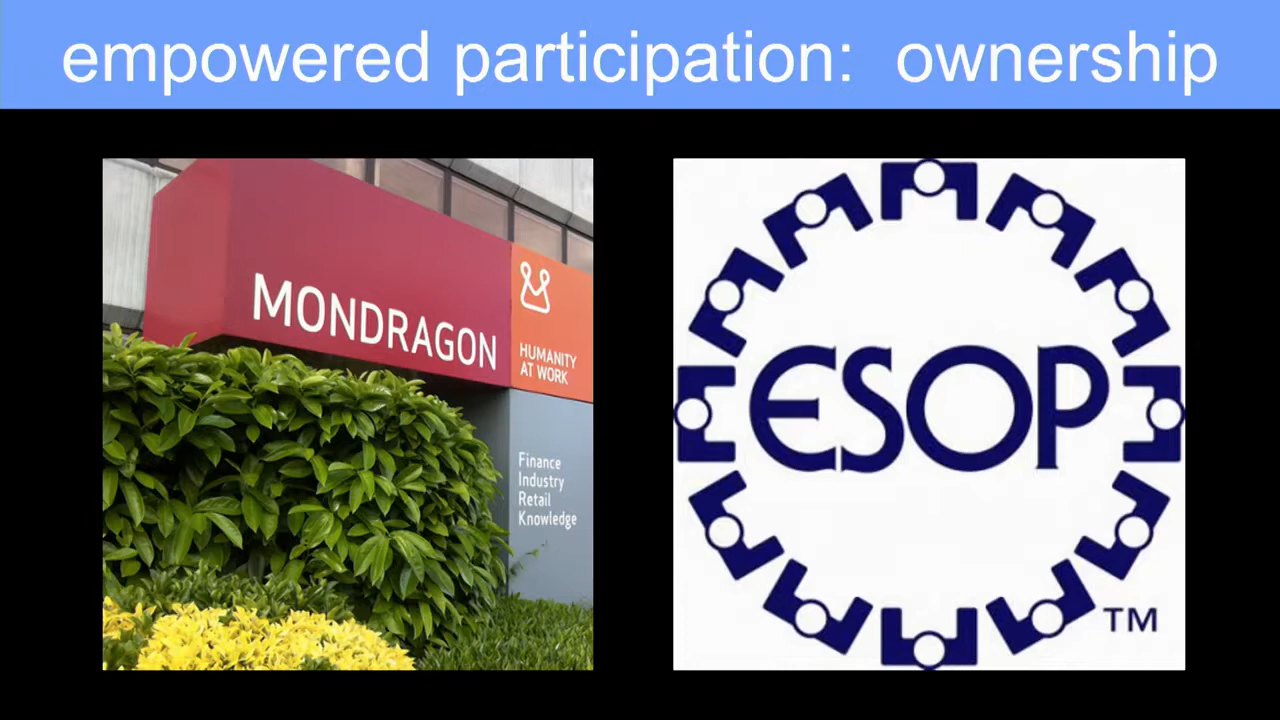 empowered participation: ownership
MONDRAGON
HUMANITY
AT WORK
Finance
Industry
Retail
Knowledge
ESOP
TM